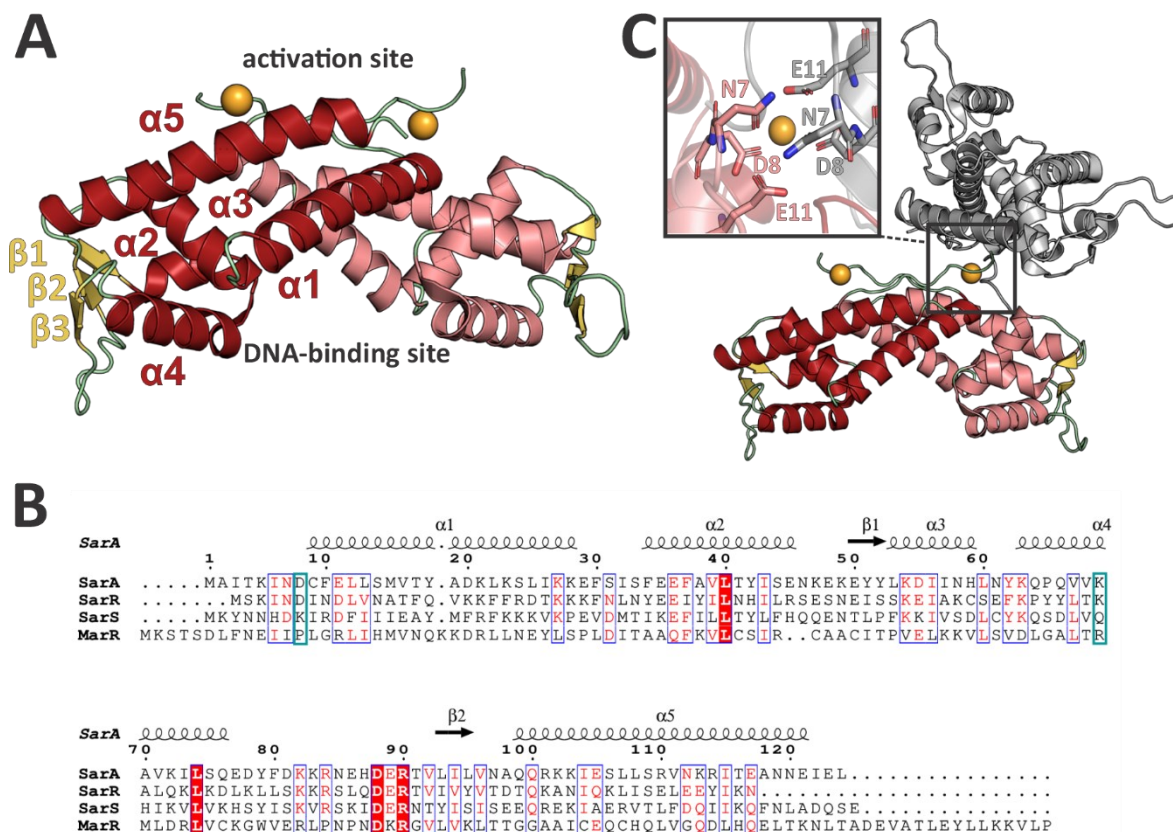 A
activation site
α5
α3
α2
α1
β1
β2
β3
α4
DNA-binding site
C
E11
N7
N7
D8
D8
E11
B
SarA α1 α2 β1 α3 α4
1 10 20 30 40 50 60
SarA .....MAITKINDCFELLSMVTY.ADKLKSLIKKEFSISFEEFAVLTYISENKEKEYYLKDIINHLNYKQPQVVK
SarR .......MSKINDINDLVNATFQ.VKKFFRDTKKKFNLNYEEIYILNHILRSESNEISSKEIAKCSEFKPYYLTK
SarS .....MKYNNHDKIRDFIIIEAY.MFRFKKKVKPEVDMTIKEFILLTYLFHQQENTLPFKKIVSDLCYKQSDLVQ
MarR MKSTSDLFNEIIPLGRLIHMVNQKKDRLLNEYLSPLDITAAQFKVLCSIR..CAACITPVELKKVLSVDLGALTR
SarA β2 α5
70 80 90 100 110 120
SarA AVKILSQEDYFDKKRNEHDERTVLILVNAQQRKKIESLLSRVNKRITEANNEIEL................
SarR ALQKLKDLKLLSKKRSLQDERTVIVYVTDTQKANIQKLISELEEYIKN.......................
SarS HIKVLVKHSYISKVRSKIDERNTYISISEEQREKIAERVTLFDQIIKQFNLADQSE...............
MarR MLDRLVCKGWVERLPNPNDKRGVLVKLTTGGAAICEQCHQLVGQDLHQELTKNLTADEVATLEYLLKKVLP